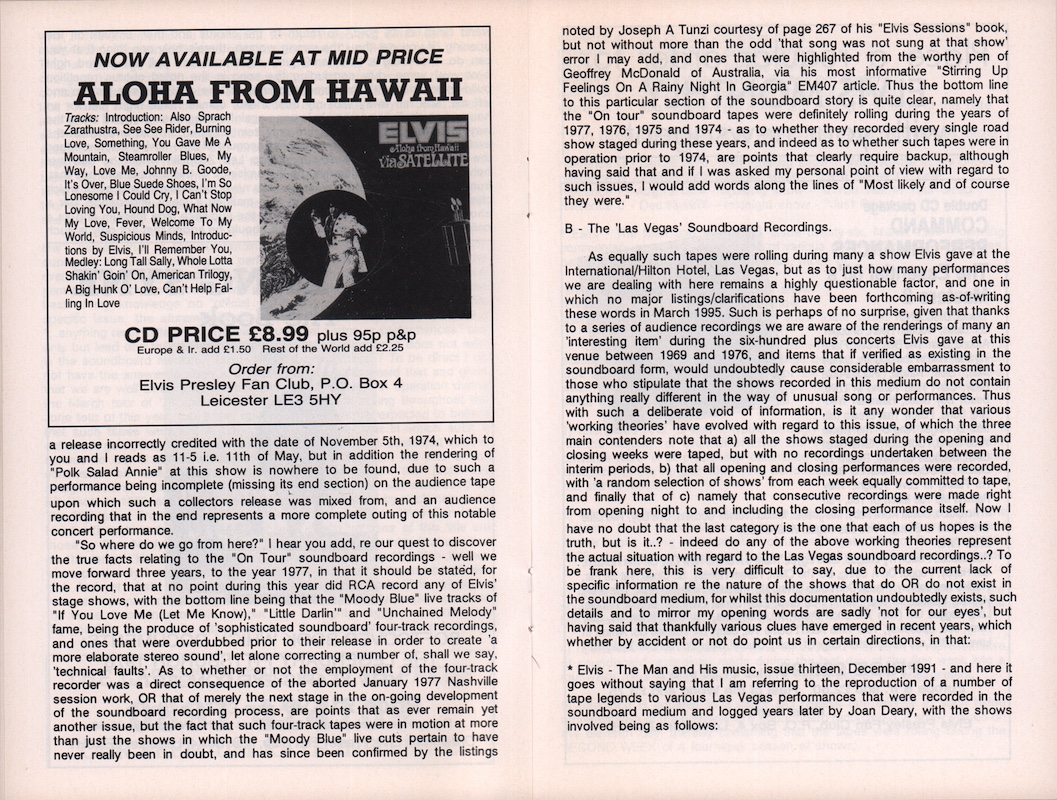 NOW AVAILABLE AT MID PRICE
ALOHA FROM HAWAII
Tracks: Introduction: Also Sprach
Zarathustra, See See Rider, Burning
Love, Something, You Gave Me A
Mountain, Steamroller Blues, My
Way, Love Me, Johnny B. Goode,
It's Over, Blue Suede Shoes, I'm So
Lonesome I Could Cry, I Can't Stop
Loving You, Hound Dog, What Now
My Love, Fever, Welcome To My
World, Suspicious Minds, Introduc-
tions by Elvis, I'll Remember You,
Medley: Long Tall Sally, Whole Lotta
Shakin' Goin' On, American Trilogy,
A Big Hunk O' Love, Can't Help Fal-
ling In Love
ELVIS
Aloha from Hawaii
via SATELLITE
CD PRICE £8.99 plus 95p p&p
Europe & Ir. add £1.50 Rest of the World add £2.25
Order from:
Elvis Presley Fan Club, P.O. Box 4
Leicester LE3 5HY
a release incorrectly credited with the date of November 5th, 1974, which to
you and I reads as 11-5 i.e. 11th of May, but in addition the rendering of
"Polk Salad Annie" at this show is nowhere to be found, due to such a
performance being incomplete (missing its end section) on the audience tape
upon which such a collectors release was mixed from, and an audience
recording that in the end represents a more complete outing of this notable
concert performance.
"So where do we go from here?" I hear you add, re our quest to discover
the true facts relating to the "On Tour" soundboard recordings - well we
move forward three years, to the year 1977, in that it should be stated, for
the record, that at no point during this year did RCA record any of Elvis'
stage shows, with the bottom line being that the "Moody Blue" live tracks of
"If You Love Me (Let Me Know)," "Little Darlin'" and "Unchained Melody"
fame, being the produce of 'sophisticated soundboard' four-track recordings,
and ones that were overdubbed prior to their release in order to create 'a
more elaborate stereo sound', let alone correcting a number of, shall we say,
'technical faults'. As to whether or not the employment of the four-track
recorder was a direct consequence of the aborted January 1977 Nashville
session work, OR that of merely the next stage in the on-going development
of the soundboard recording process, are points that as ever remain yet
another issue, but the fact that such four-track tapes were in motion at more
than just the shows in which the "Moody Blue" live cuts pertain to have
never really been in doubt, and has since been confirmed by the listings
noted by Joseph A Tunzi courtesy of page 267 of his "Elvis Sessions" book,
but not without more than the odd 'that song was not sung at that show'
error I may add, and ones that were highlighted from the worthy pen of
Geoffrey McDonald of Australia, via his most informative "Stirring Up
Feelings On A Rainy Night In Georgia" EM407 article. Thus the bottom line
to this particular section of the soundboard story is quite clear, namely that
the "On tour" soundboard tapes were definitely rolling during the years of
1977, 1976, 1975 and 1974 - as to whether they recorded every single road
show staged during these years, and indeed as to whether such tapes were in
operation prior to 1974, are points that clearly require backup, although
having said that and if I was asked my personal point of view with regard to
such issues, I would add words along the lines of "Most likely and of course
they were."
B - The 'Las Vegas' Soundboard Recordings.
As equally such tapes were rolling during many a show Elvis gave at the
International/Hilton Hotel, Las Vegas, but as to just how many performances
we are dealing with here remains a highly questionable factor, and one in
which no major listings/clarifications have been forthcoming as-of-writing
these words in March 1995. Such is perhaps of no surprise, given that thanks
to a series of audience recordings we are aware of the renderings of many an
'interesting item' during the six-hundred plus concerts Elvis gave at this
venue between 1969 and 1976, and items that if verified as existing in the
soundboard form, would undoubtedly cause considerable embarrassment to
those who stipulate that the shows recorded in this medium do not contain
anything really different in the way of unusual song or performances. Thus
with such a deliberate void of information, is it any wonder that various
'working theories' have evolved with regard to this issue, of which the three
main contenders note that a) all the shows staged during the opening and
closing weeks were taped, but with no recordings undertaken between the
interim periods, b) that all opening and closing performances were recorded,
with 'a random selection of shows' from each week equally committed to tape,
and finally that of c) namely that consecutive recordings were made right
from opening night to and including the closing performance itself. Now I
have no doubt that the last category is the one that each of us hopes is the
truth, but is it..? - indeed do any of the above working theories represent
the actual situation with regard to the Las Vegas soundboard recordings..? To
be frank here, this is very difficult to say, due to the current lack of
specific information re the nature of the shows that do OR do not exist in
the soundboard medium, for whilst this documentation undoubtedly exists, such
details and to mirror my opening words are sadly 'not for our eyes', but
having said that thankfully various clues have emerged in recent years, which
whether by accident or not do point us in certain directions, in that:
* Elvis - The Man and His music, issue thirteen, December 1991 - and here it
goes without saying that I am referring to the reproduction of a number of
tape legends to various Las Vegas performances that were recorded in the
soundboard medium and logged years later by Joan Deary, with the shows
involved being as follows: